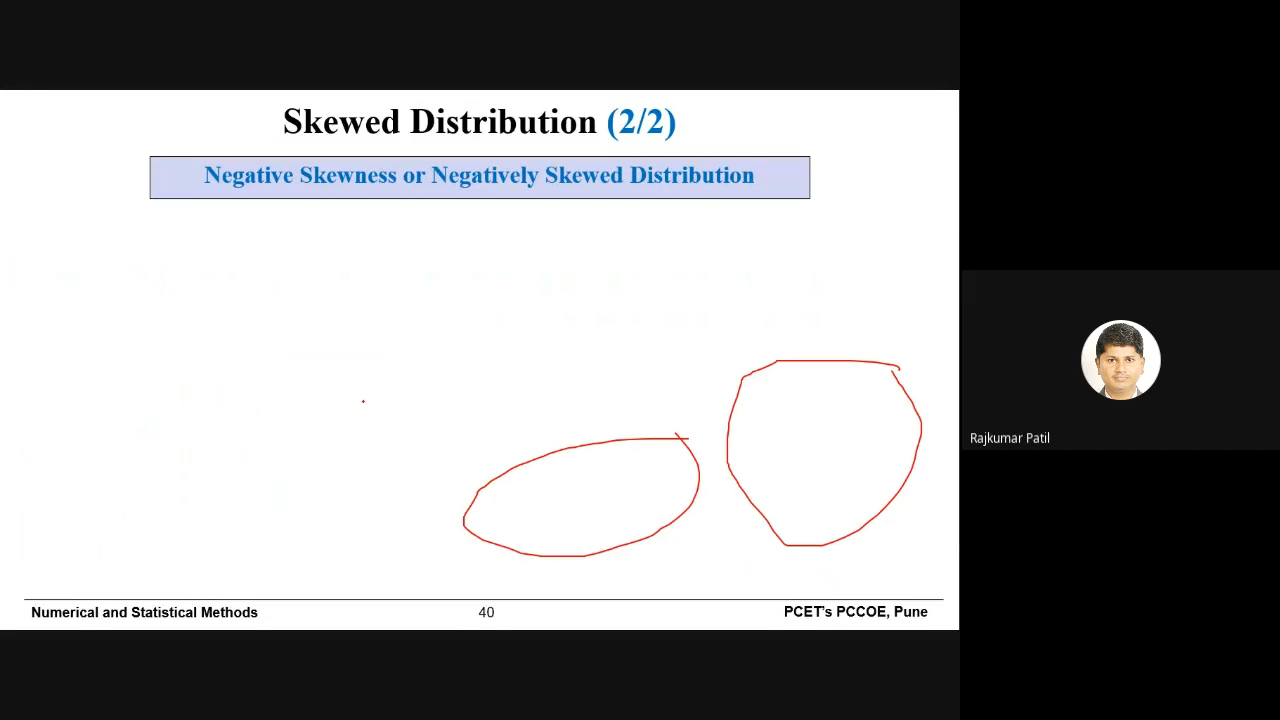 Skewed Distribution (2/2)
Negative Skewness or Negatively Skewed Distribution
Rajkumar Patil
Numerical and Statistical Methods
40
PCET's PCCOE, Pune